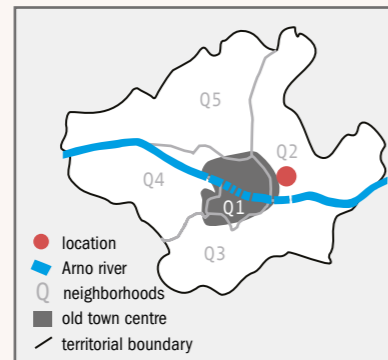 Q5
Q2
Q4
Q1
Q3
location
Arno river
Q neighborhoods
old town centre
territorial boundary